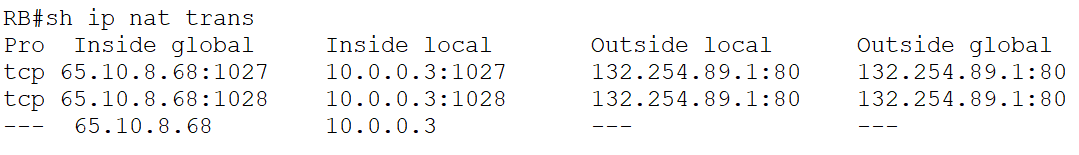 RB#sh ip nat trans
Pro  Inside global     Inside local       Outside local      Outside global
tcp 65.10.8.68:1027    10.0.0.3:1027      132.254.89.1:80    132.254.89.1:80
tcp 65.10.8.68:1028    10.0.0.3:1028      132.254.89.1:80    132.254.89.1:80
---  65.10.8.68        10.0.0.3           ---                ---